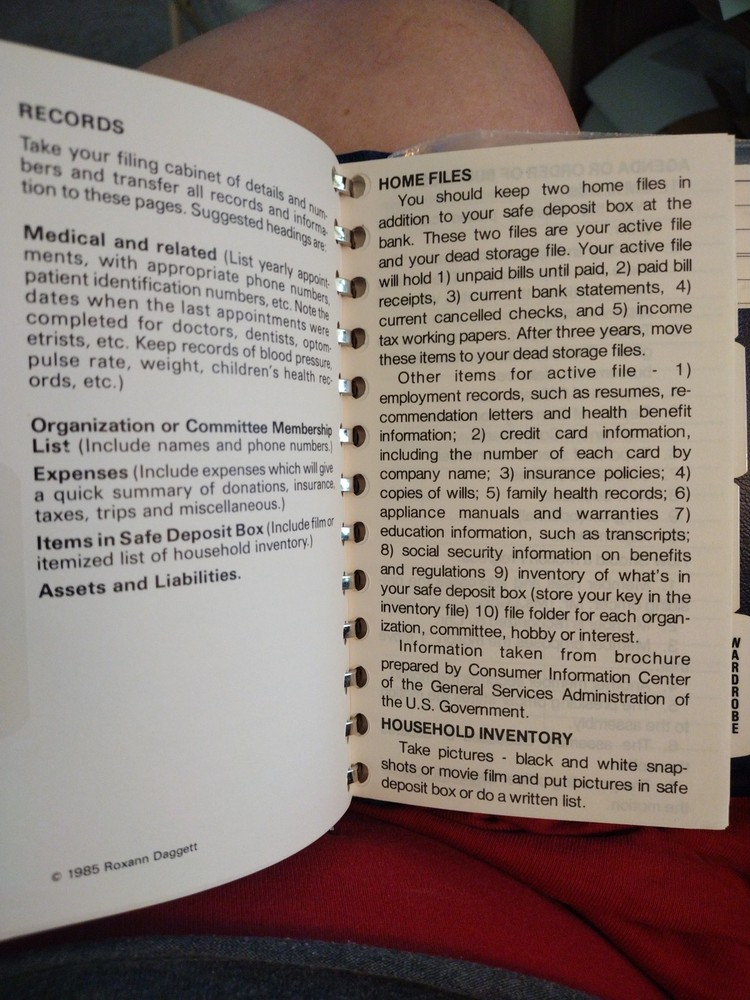 RECORDS
Take your filing cabinet of details and num-
bers and transfer all records and informa-
tion to these pages. Suggested headings are:
Medical and related (List yearly appoint-
ments, with appropriate phone numbers,
patient identification numbers, etc. Note the
dates when the last appointments were
completed for doctors, dentists, optom-
etrists, etc. Keep records of blood pressure,
pulse rate, weight, children's health rec-
ords, etc.)
Organization or Committee Membership
List (Include names and phone numbers.)
Expenses (Include expenses which will give
a quick summary of donations, insurance,
taxes, trips and miscellaneous.)
Items in Safe Deposit Box (Include film or
itemized list of household inventory.)
Assets and Liabilities.
© 1985 Roxann Daggett
HOME FILES
You should keep two home files in
addition to your safe deposit box at the
bank. These two files are your active file
and your dead storage file. Your active file
will hold 1) unpaid bills until paid, 2) paid bill
receipts, 3) current bank statements, 4)
current cancelled checks, and 5) income
tax working papers. After three years, move
these items to your dead storage files.
Other items for active file - 1)
employment records, such as resumes, re-
commendation letters and health benefit
information; 2) credit card information,
including the number of each card by
company name; 3) insurance policies; 4)
copies of wills; 5) family health records; 6)
appliance manuals and warranties 7)
education information, such as transcripts;
8) social security information on benefits
and regulations 9) inventory of what's in
your safe deposit box (store your key in the
inventory file) 10) file folder for each organ-
ization, committee, hobby or interest.
Information taken from brochure
prepared by Consumer Information Center
of the General Services Administration of
the U.S. Government.
HOUSEHOLD INVENTORY
Take pictures - black and white snap-
shots or movie film and put pictures in safe
deposit box or do a written list.
WARDROBE